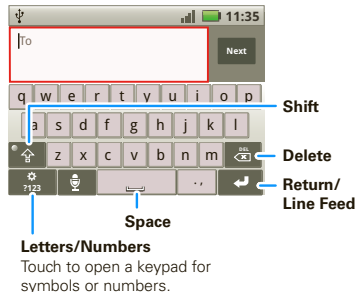 11:35
To
Next
q w e r t y u i o p
a s d f g h j k l
Shift
z x c v b n m DEL
Delete
?123 . ,
Return/
Line Feed
Space
Letters/Numbers
Touch to open a keypad for
symbols or numbers.